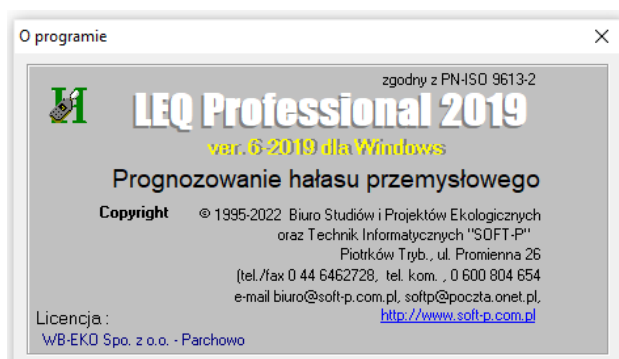 O programie
zgodny z PN-ISO 9613-2
H
LEQ Professional 2019
ver. 6-2019 dla Windows
Prognozowanie hałasu przemysłowego
Copyright © 1995-2022 Biuro Studiów i Projektów Ekologicznych
oraz Technik Informatycznych "SOFT-P"
Piotrków Tryb., ul. Promienna 26
(tel./fax 0 44 6462728, tel. kom. , 0 600 804 654
e-mail biuro@soft-p.com.pl, softp@poczta.onet.pl,
http://www.soft-p.com.pl
Licencja :
WB-EKO Spo. z o.o. - Parchowo